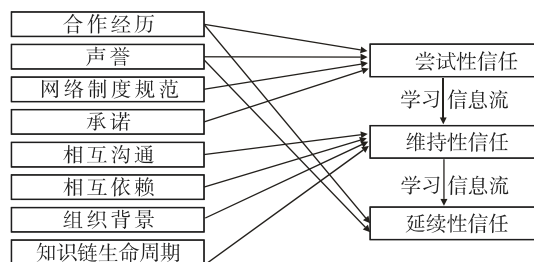 合作经历
声誉
网络制度规范
承诺
相互沟通
相互依赖
组织背景
知识链生命周期
尝试性信任
学习 信息流
维持性信任
学习 信息流
延续性信任